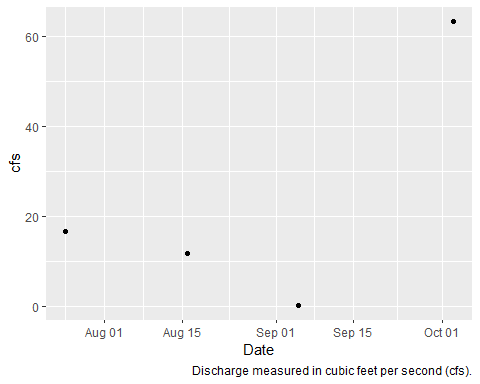 60
40
20
0
cfs
Aug 01 Aug 15 Sep 01 Sep 15 Oct 01
Date
Discharge measured in cubic feet per second (cfs).